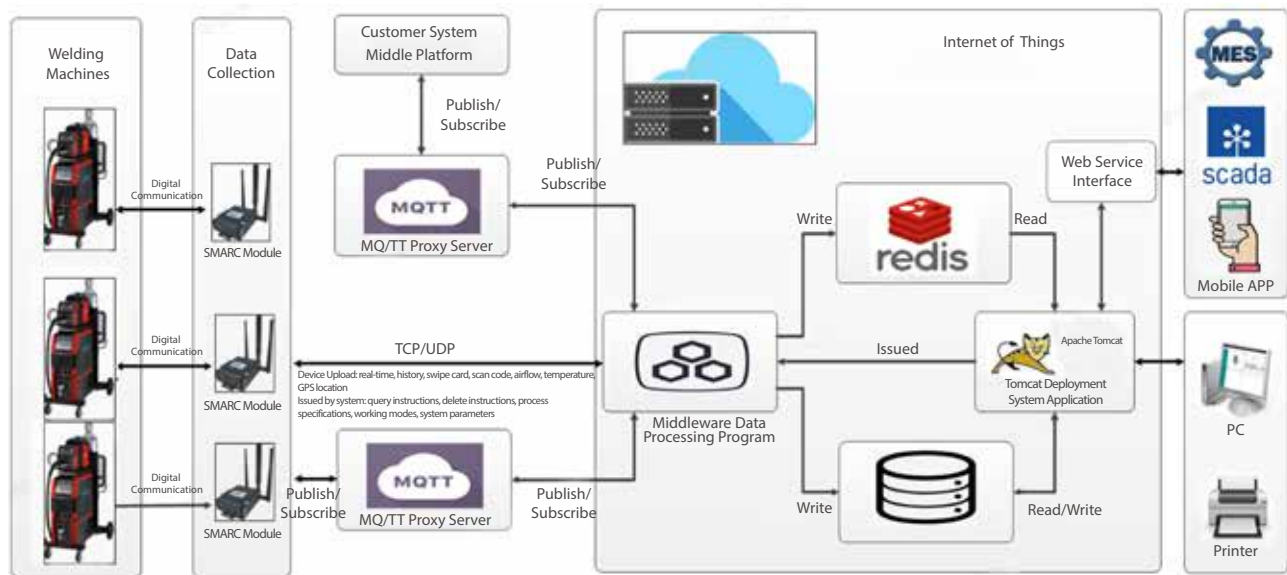 Welding
Machines
Data
Collection
Customer System
Middle Platform
Internet of Things
MES
Publish/
Subscribe
scada
Publish/
Subscribe
Web Service
Interface
Digital
Communication
MQTT
SMARC Module
MQ/TT Proxy Server
Write
redis
Read
Mobile APP
Digital
Communication
TCP/UDP
Device Upload: real-time, history, swipe card, scan code, airflow, temperature,
GPS location
Issued by system: query instructions, delete instructions, process
specifications, working modes, system parameters
SMARC Module
Issued
Apache Tomcat
Tomcat Deployment
System Application
Middleware Data
Processing Program
PC
Digital
Communication
MQTT
SMARC Module
Publish/
Subscribe
MQ/TT Proxy Server
Publish/
Subscribe
Write
Read/Write
Printer